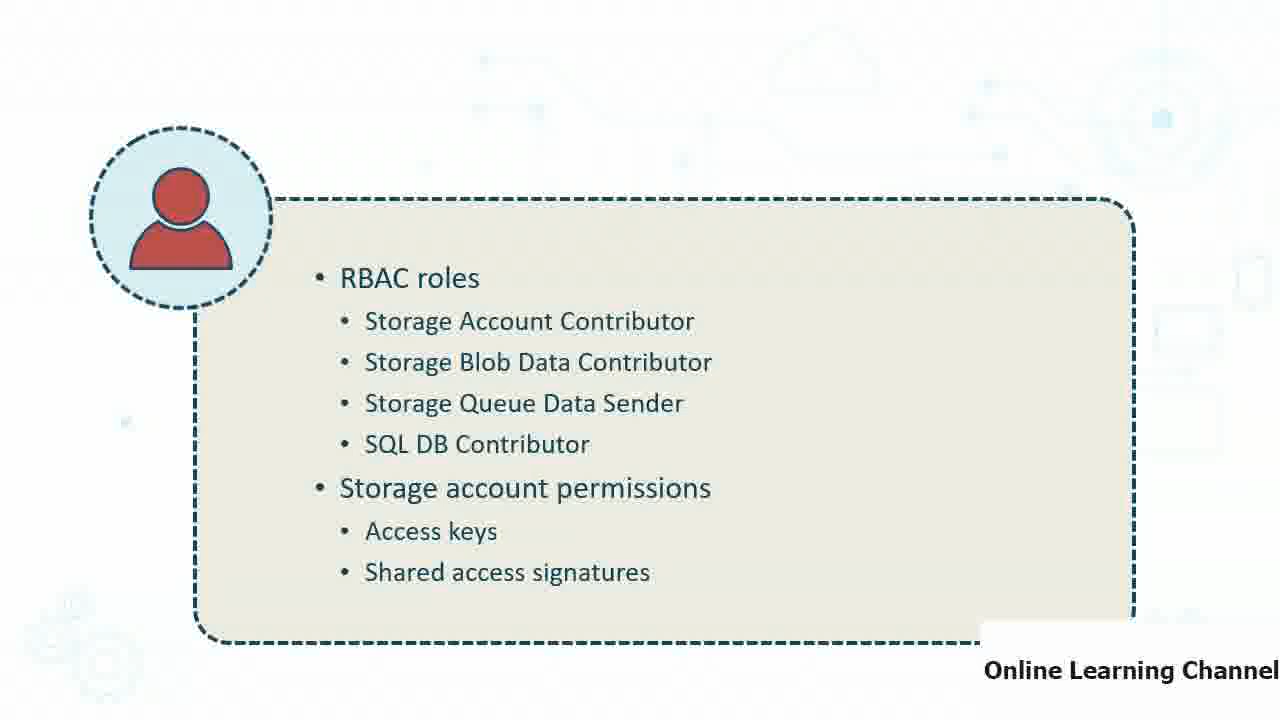 • RBAC roles
• Storage Account Contributor
• Storage Blob Data Contributor
• Storage Queue Data Sender
• SQL DB Contributor
• Storage account permissions
• Access keys
• Shared access signatures
Online Learning Channel